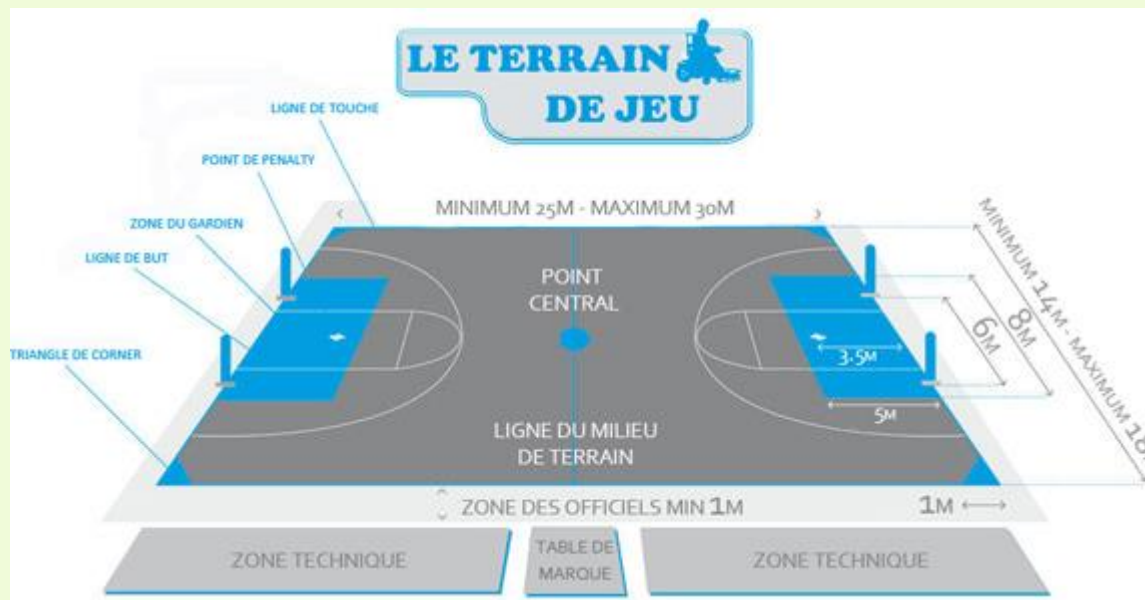 LE TERRAIN
DE JEU
LIGNE DE TOUCHE
POINT DE PENALTY
ZONE DU GARDIEN
LIGNE DE BUT
TRIANGLE DE CORNER
MINIMUM 25M - MAXIMUM 30M
MINIMUM 14M - MAXIMUM 18M
POINT
CENTRAL
8M
6M
3.5M
5M
LIGNE DU MILIEU
DE TERRAIN
ZONE DES OFFICIELS MIN 1M
1M
ZONE TECHNIQUE
TABLE DE
MARQUE
ZONE TECHNIQUE